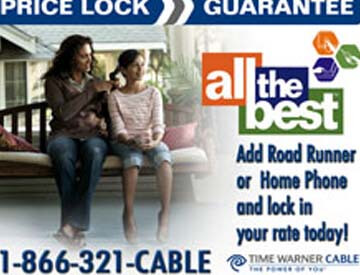 PRICE LOCK GUARANTEE
all the
best
Add Road Runner
or Home Phone
and lock in
your rate today!
1-866-321-CABLE
TIME WARNER CABLE
THE POWER OF YOU